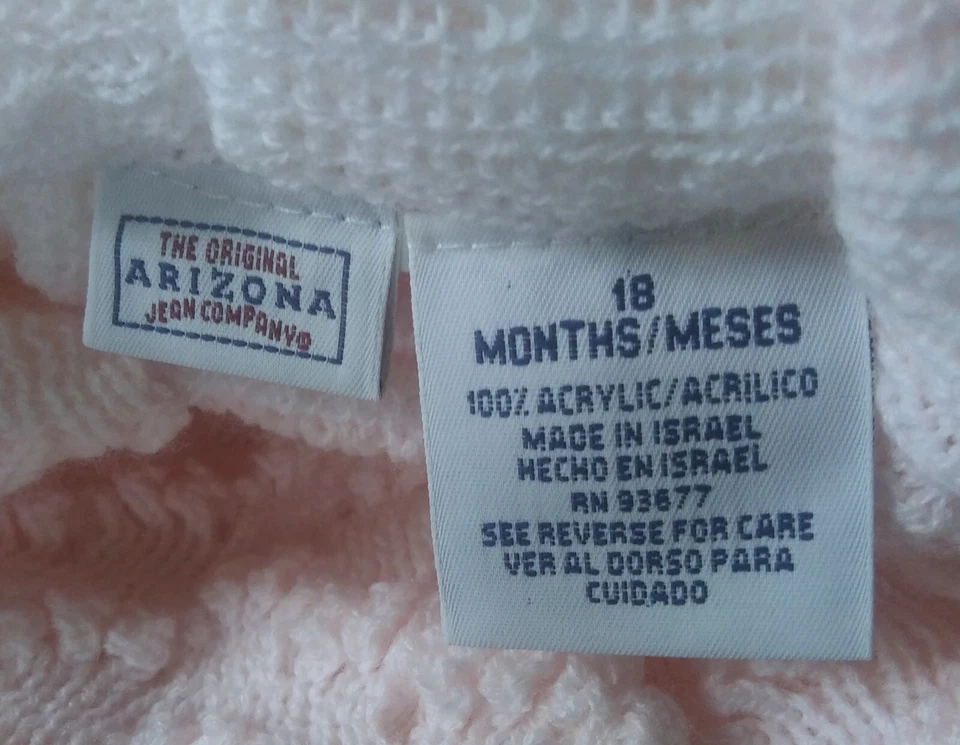 THE ORIGINAL
ARIZONA
JEAN COMPANY®
18
MONTHS/MESES
100% ACRYLIC/ACRILICO
MADE IN ISRAEL
HECHO EN ISRAEL
RN 93677
SEE REVERSE FOR CARE
VER AL DORSO PARA
CUIDADO